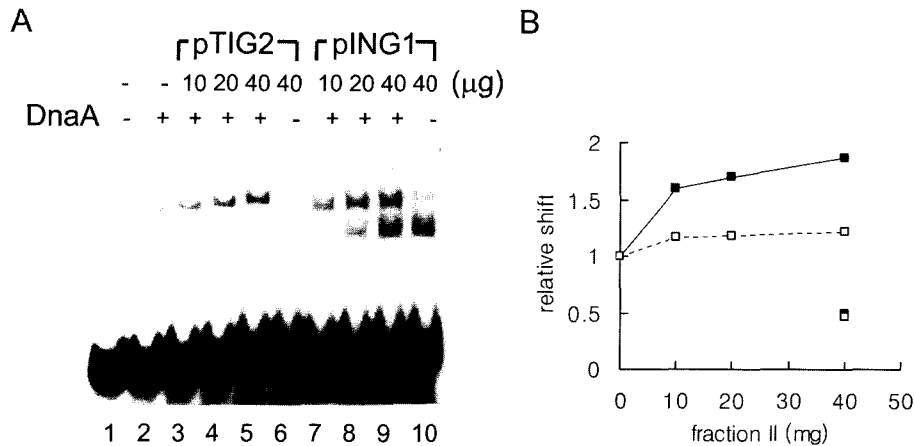 A
pTIG2 pING1
- - 10 20 40 40 10 20 40 40 (μg)
DnaA - + + + + - + + + -
1 2 3 4 5 6 7 8 9 10
B
relative shift
2
1.5
1
0.5
0
0 10 20 30 40 50
fraction II (mg)